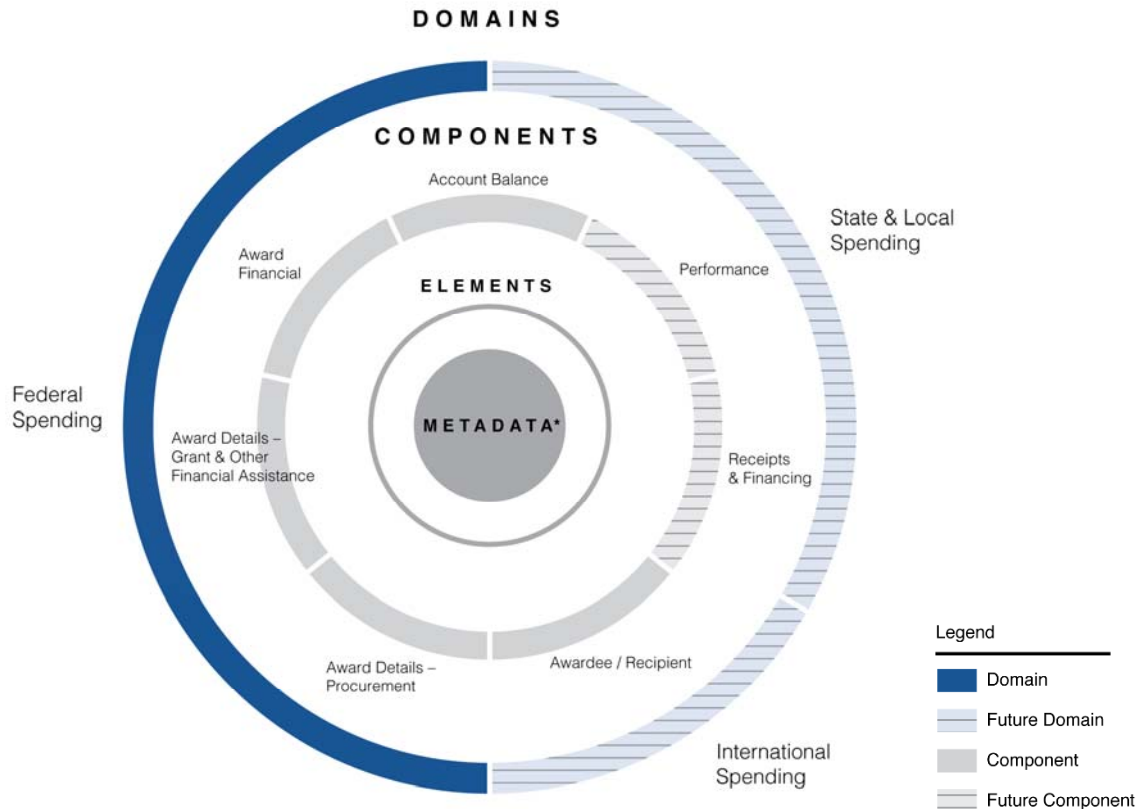 DOMAINS
COMPONENTS
Account Balance
Award
Financial
State & Local
Spending
Performance
ELEMENTS
Federal
Spending
METADATA*
Award Details –
Grant & Other
Financial Assistance
Receipts
& Financing
Award Details –
Procurement
Awardee / Recipient
International
Spending
Legend
Domain
Future Domain
Component
Future Component